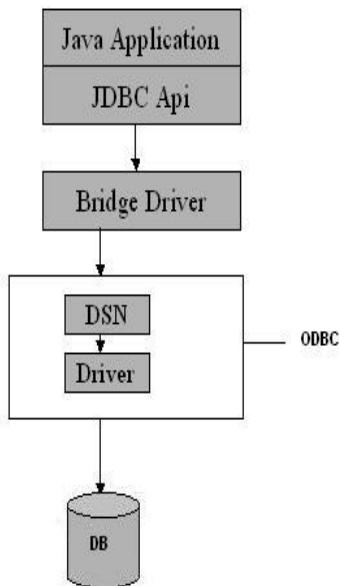 Java Application
JDBC Api
Bridge Driver
DSN
ODBC
Driver
DB